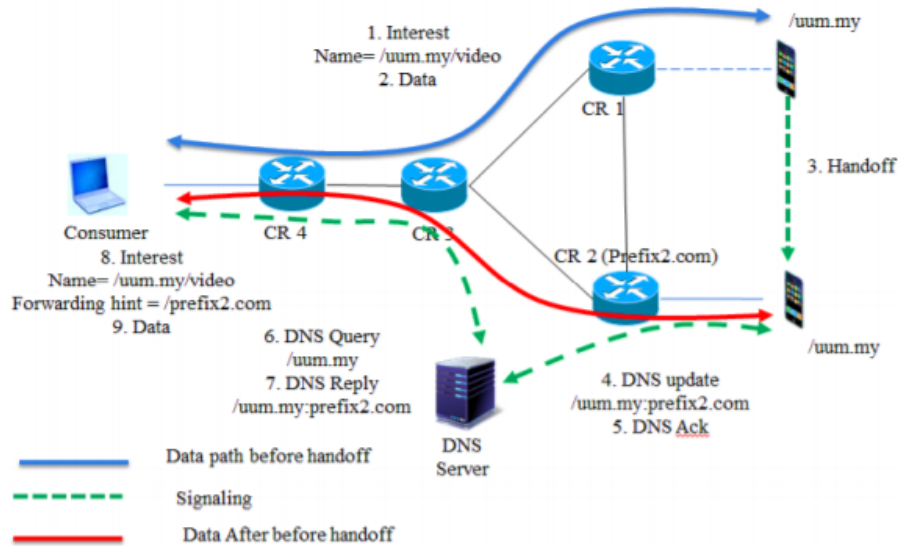 1. Interest
Name= /uum.my/video
2. Data
/uum.my
CR 1
3. Handoff
Consumer
CR 4
CR 3
CR 2 (Prefix2.com)
8. Interest
Name= /uum.my/video
Forwarding hint = /prefix2.com
9. Data
/uum.my
6. DNS Query
/uum.my
7. DNS Reply
/uum.my:prefix2.com
4. DNS update
/uum.my:prefix2.com
5. DNS Ack
DNS
Server
Data path before handoff
Signaling
Data After before handoff